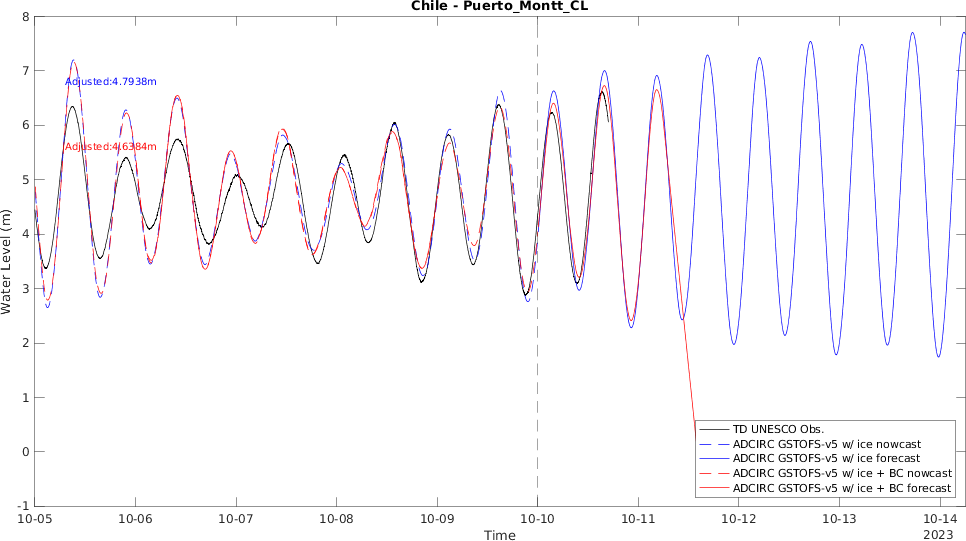 Chile - Puerto_Montt_CL
8
7
6
5
4
3
2
1
0
-1
Water Level (m)
Adjusted:4.7938m
Adjusted:4.6384m
TD UNESCO Obs.
ADCIRC GSTOFS-v5 w/ ice nowcast
ADCIRC GSTOFS-v5 w/ ice forecast
ADCIRC GSTOFS-v5 w/ ice + BC nowcast
ADCIRC GSTOFS-v5 w/ ice + BC forecast
10-05 10-06 10-07 10-08 10-09 10-10 10-11 10-12 10-13 10-14
Time
2023